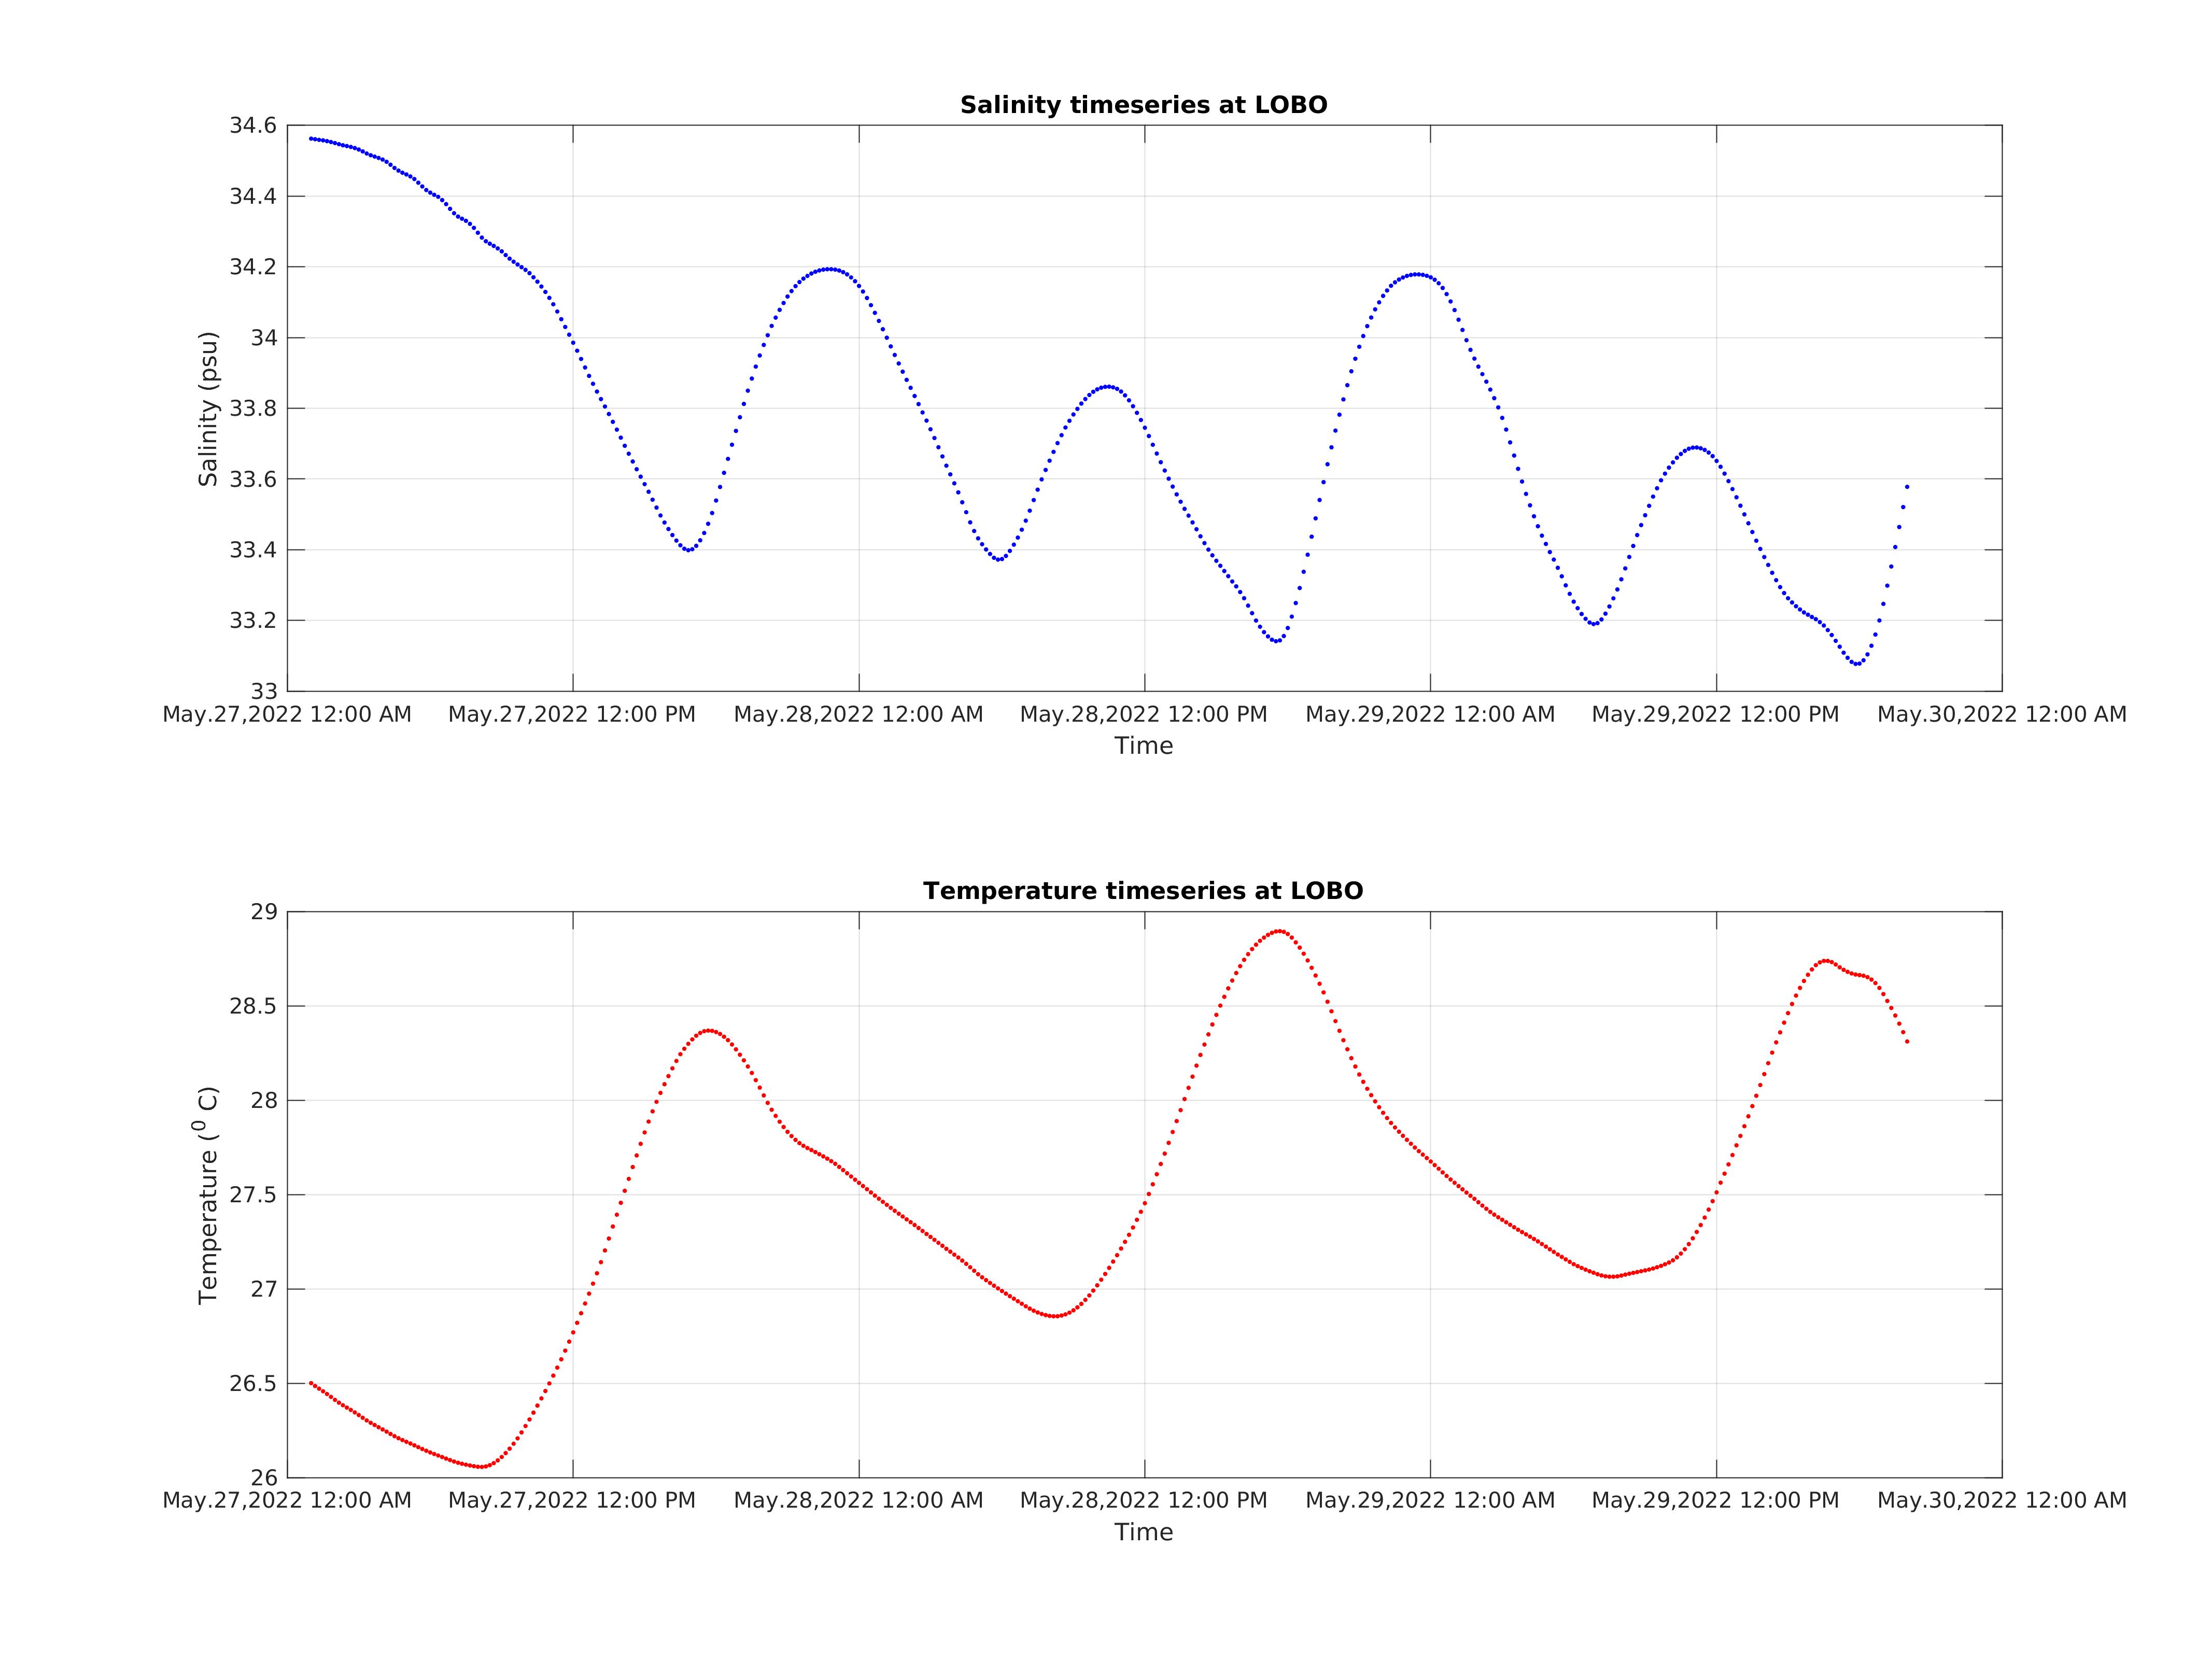 Salinity timeseries at LOBO
34.6
34.4
34.2
34
33.8
33.6
33.4
33.2
33
Salinity (psu)
May.27,2022 12:00 AM May.27,2022 12:00 PM May.28,2022 12:00 AM May.28,2022 12:00 PM May.29,2022 12:00 AM May.29,2022 12:00 PM May.30,2022 12:00 AM
Time
Temperature timeseries at LOBO
29
28.5
28
27.5
27
26.5
26
Temperature (⁰ C)
May.27,2022 12:00 AM May.27,2022 12:00 PM May.28,2022 12:00 AM May.28,2022 12:00 PM May.29,2022 12:00 AM May.29,2022 12:00 PM May.30,2022 12:00 AM
Time